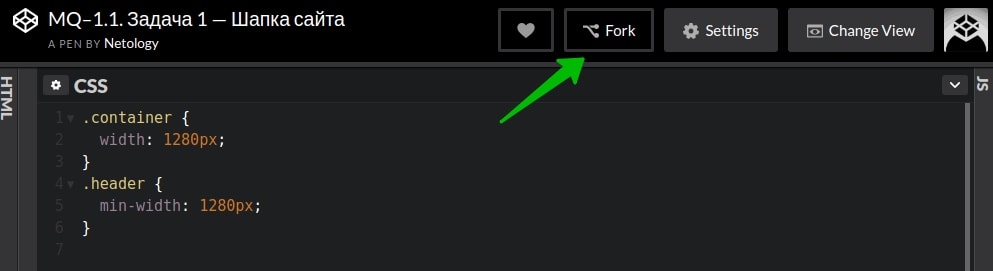 MQ-1.1. Задача 1 — Шапка сайта
A PEN BY Netology
Fork
Settings
Change View
HTML
CSS
JS
1 .container {
2 width: 1280px;
3 }
4 .header {
5 min-width: 1280px;
6 }
7